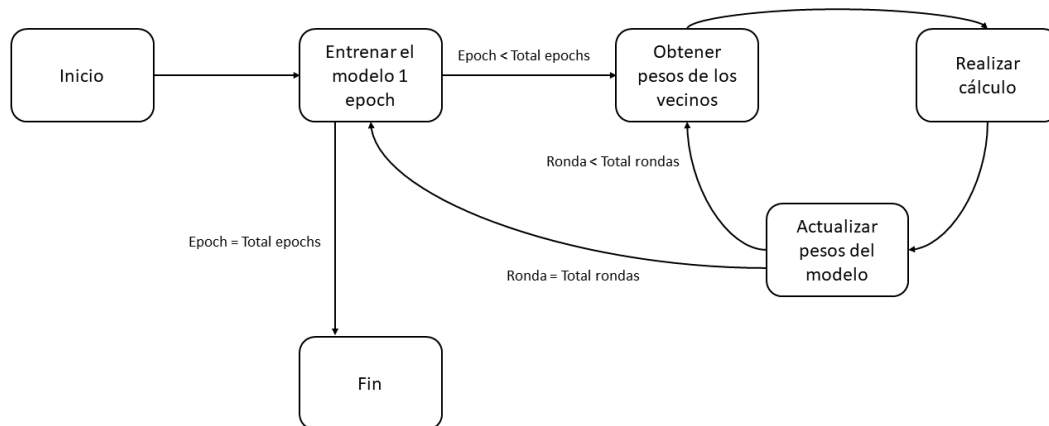 Inicio
Entrenar el
modelo 1
epoch
Epoch < Total epochs
Obtener
pesos de los
vecinos
Realizar
cálculo
Ronda < Total rondas
Actualizar
pesos del
modelo
Epoch = Total epochs
Ronda = Total rondas
Fin